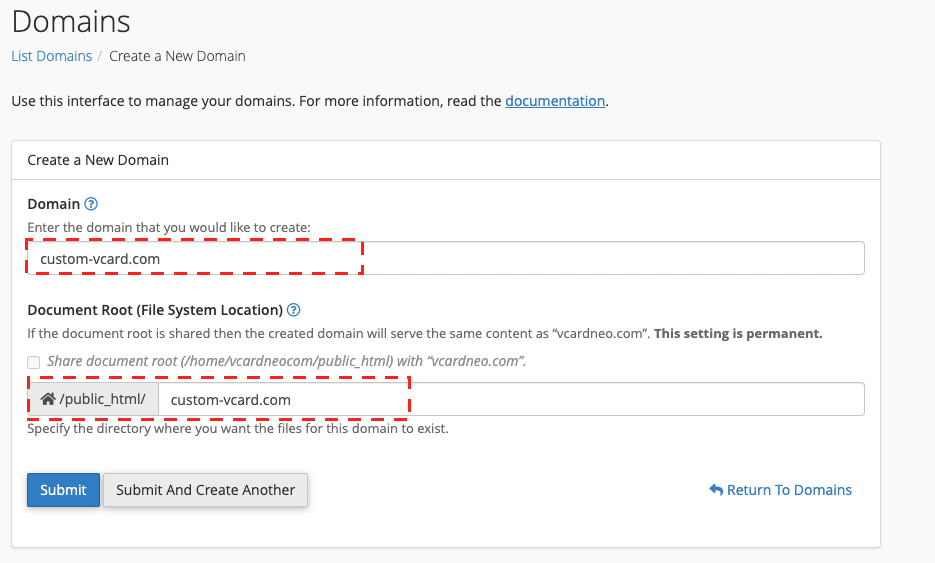 Domains
List Domains / Create a New Domain
Use this interface to manage your domains. For more information, read the documentation.
Create a New Domain
Domain
Enter the domain that you would like to create:
custom-vcard.com
Document Root (File System Location)
If the document root is shared then the created domain will serve the same content as “vcardneo.com”. This setting is permanent.
Share document root (/home/vcardneocom/public_html) with “vcardneo.com”.
/public_html/ custom-vcard.com
Specify the directory where you want the files for this domain to exist.
Submit Submit And Create Another Return To Domains